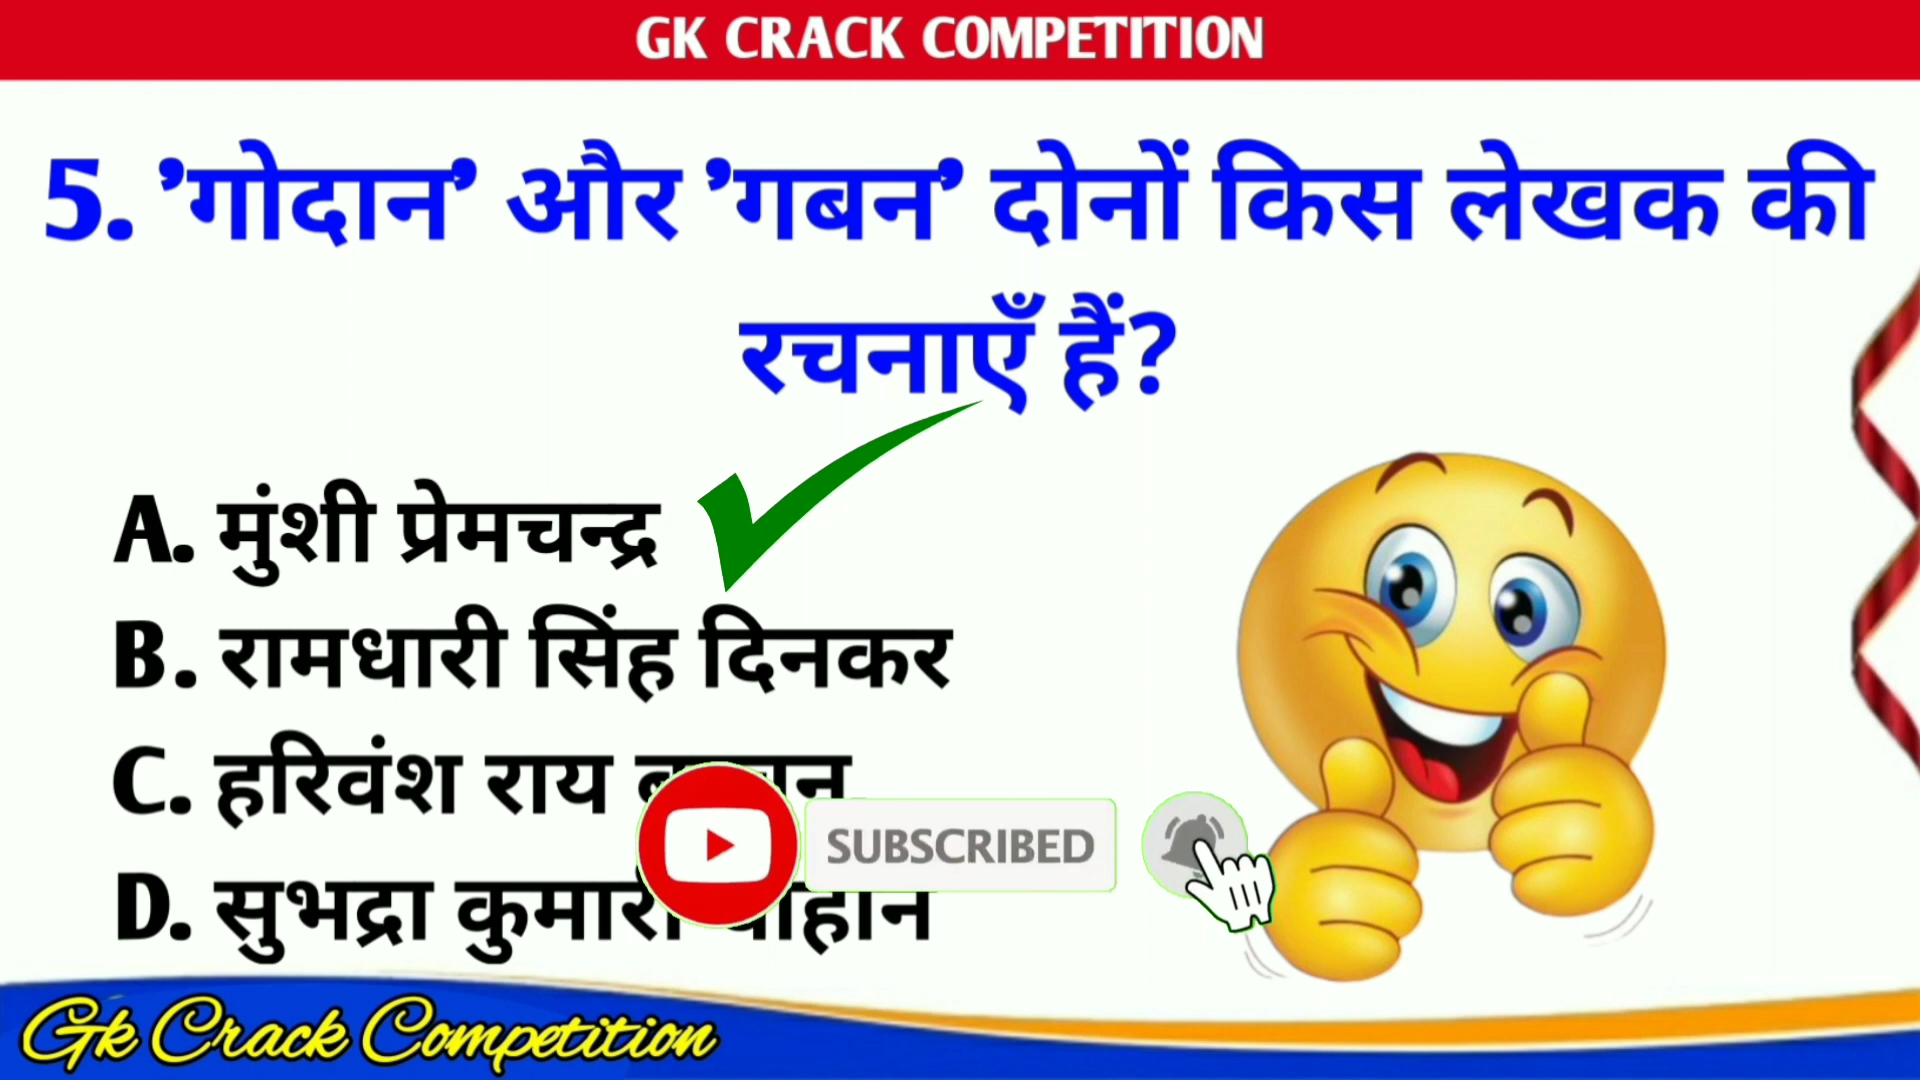 GK CRACK COMPETITION
5. 'गोदान' और 'गबन' दोनों किस लेखक की
रचनाएँ हैं?
A. मुंशी प्रेमचन्द्र
B. रामधारी सिंह दिनकर
C. हरिवंश राय
SUBSCRIBED
D. सुभद्रा कुमारी
Gk Crack Competition